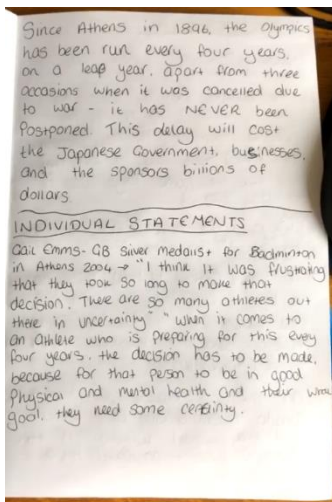 Since Athens in 1896, the Olympics
has been run every four years,
on a leap year, apart from three
occasions when it was cancelled due
to war - it has NEVER been
Postponed. This delay will cost
the Japanese Government, businesses,
and the sponsors billions of
dollars.
INDIVIDUAL STATEMENTS
Gail Emms - GB Silver medalist for Badminton
in Athens 2004 → "I think it was frustrating
that they took so long to make that
decision. There are so many athletes out
there in uncertainty" "when it comes to
an athlete who is preparing for this every
four years, the decision has to be made,
because for that person to be in good
Physical and mental health and their
goal, they need some certainty.